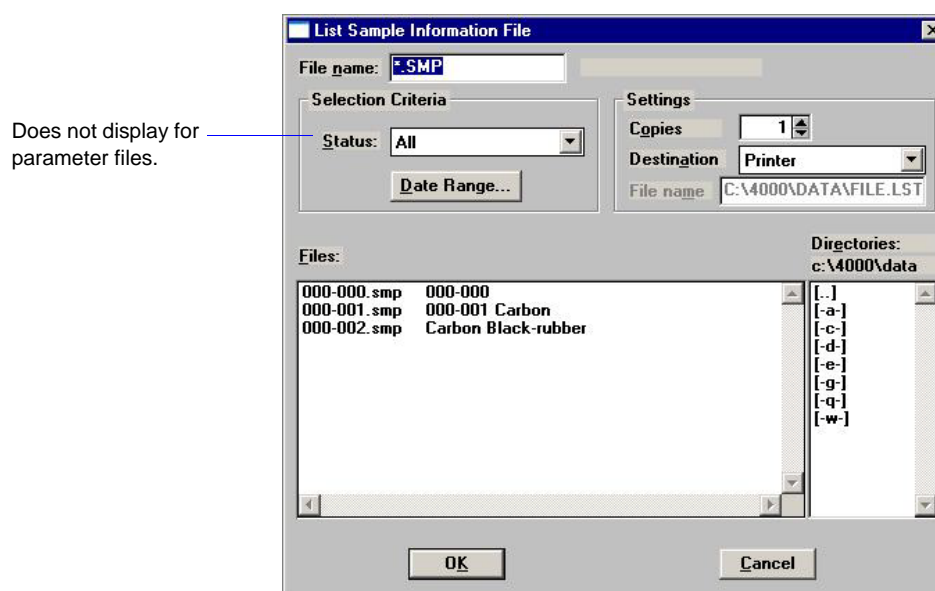 List Sample Information File
File name: *.SMP
Selection Criteria
Status: All
Date Range...
Settings
Copies 1
Destination Printer
File name C:\4000\DATA\FILE.LST
Does not display for
parameter files.
Files:
Directories:
c:\4000\data
000-000.smp 000-000
000-001.smp 000-001 Carbon
000-002.smp Carbon Black-rubber
[..]
[-a-]
[-c-]
[-d-]
[-e-]
[-g-]
[-q-]
[-w-]
OK
Cancel